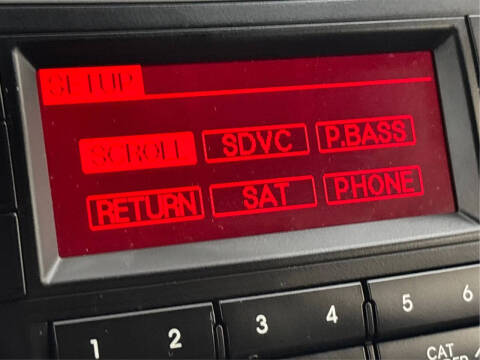 SETUP
SCROLL SDVC P.BASS
RETURN SAT PHONE
1 2 3 4 5 6
CAT